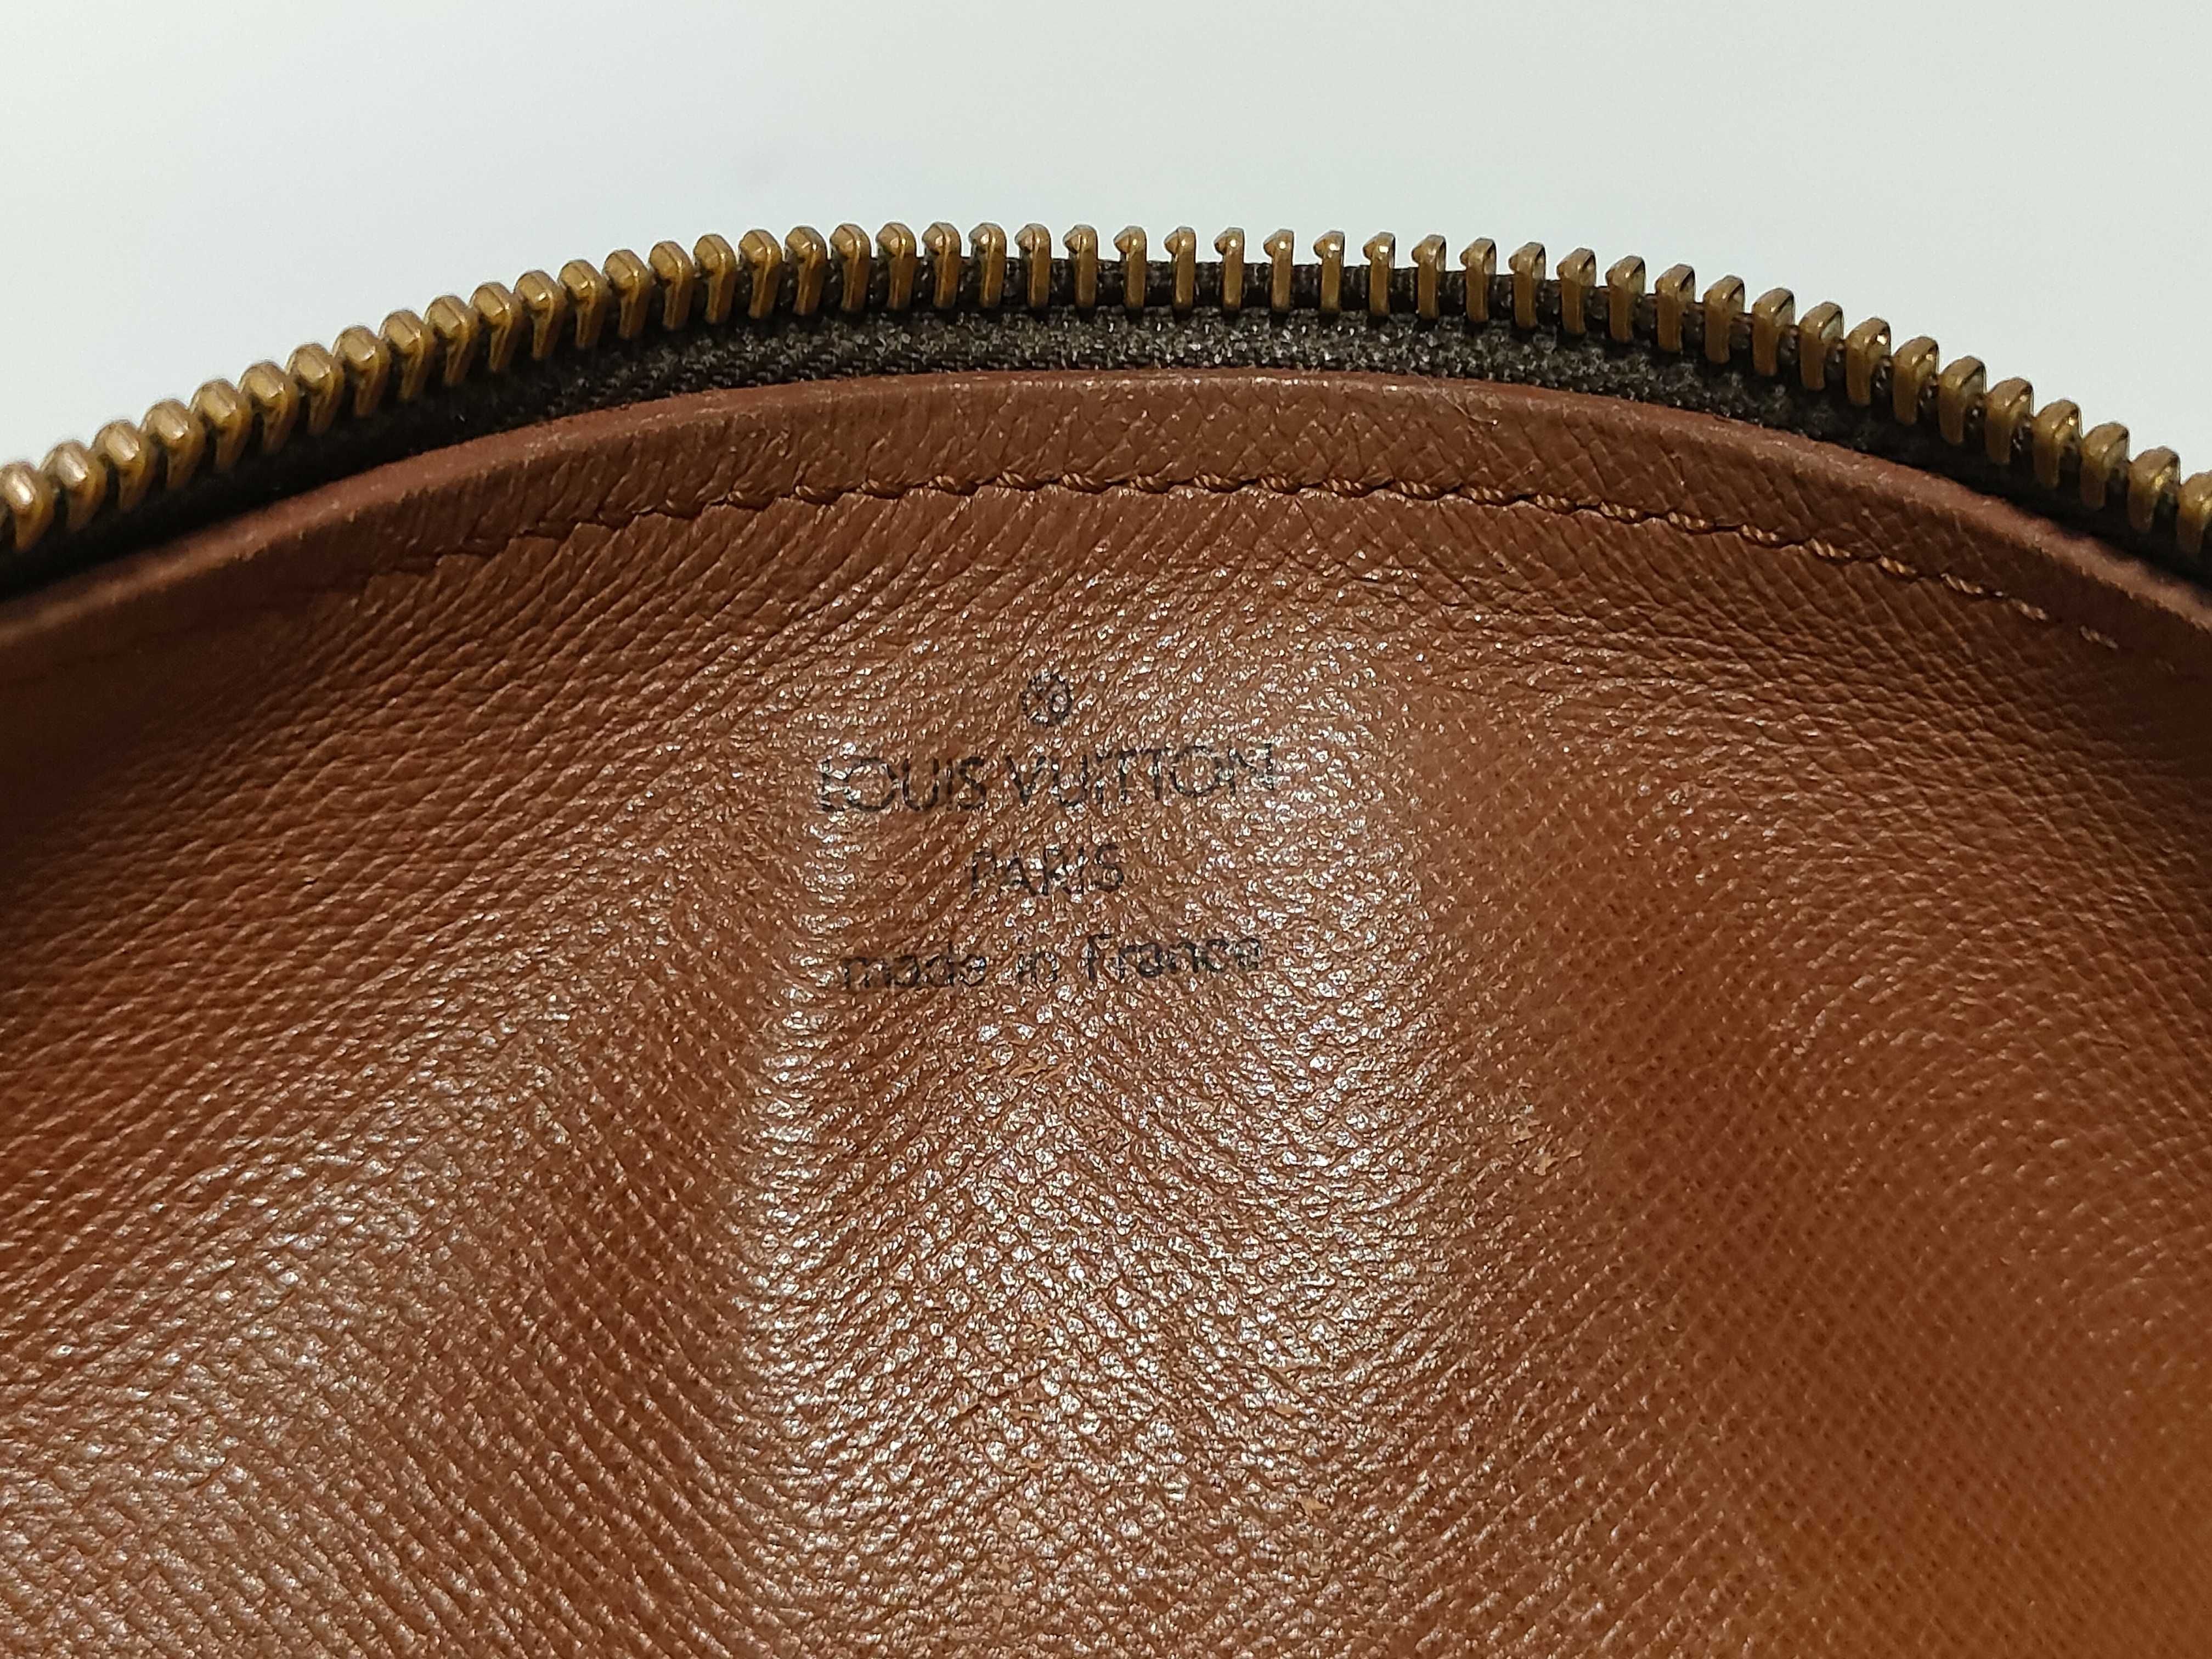 ®
LOUIS VUITTON
PARIS
made in France